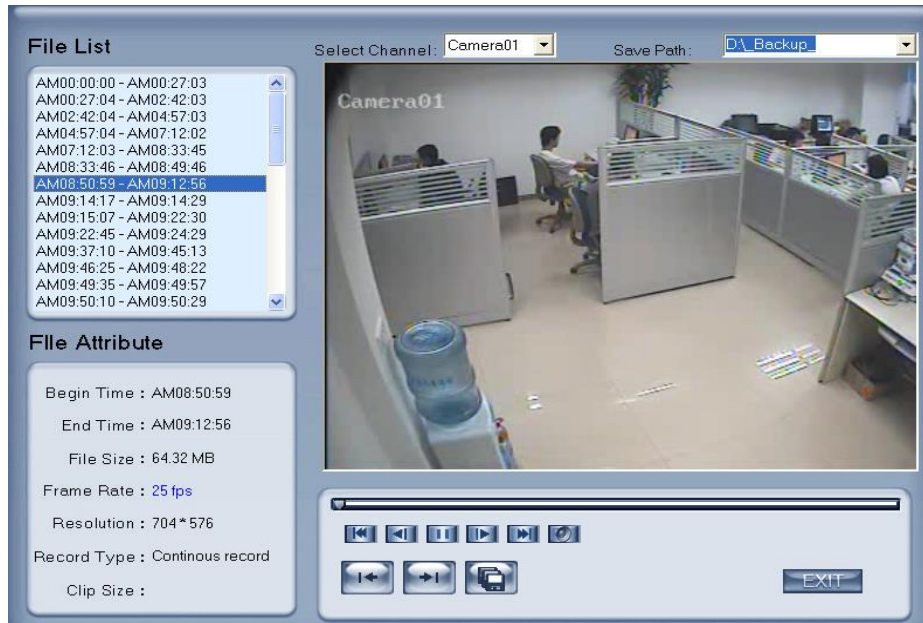 File List
Select Channel: Camera01
Save Path: D:\_Backup_
AM00:00:00 - AM00:27:03
AM00:27:04 - AM02:42:03
AM02:42:04 - AM04:57:03
AM04:57:04 - AM07:12:02
AM07:12:03 - AM08:33:45
AM08:33:46 - AM08:49:46
AM08:50:59 - AM09:12:56
AM09:14:17 - AM09:14:29
AM09:15:07 - AM09:22:30
AM09:22:45 - AM09:24:29
AM09:37:10 - AM09:45:13
AM09:46:25 - AM09:48:22
AM09:49:35 - AM09:49:57
AM09:50:10 - AM09:50:29
Camera01
FIle Attribute
Begin Time : AM08:50:59
End Time : AM09:12:56
File Size : 64.32 MB
Frame Rate : 25 fps
Resolution : 704*576
Record Type : Continous record
Clip Size :
EXIT